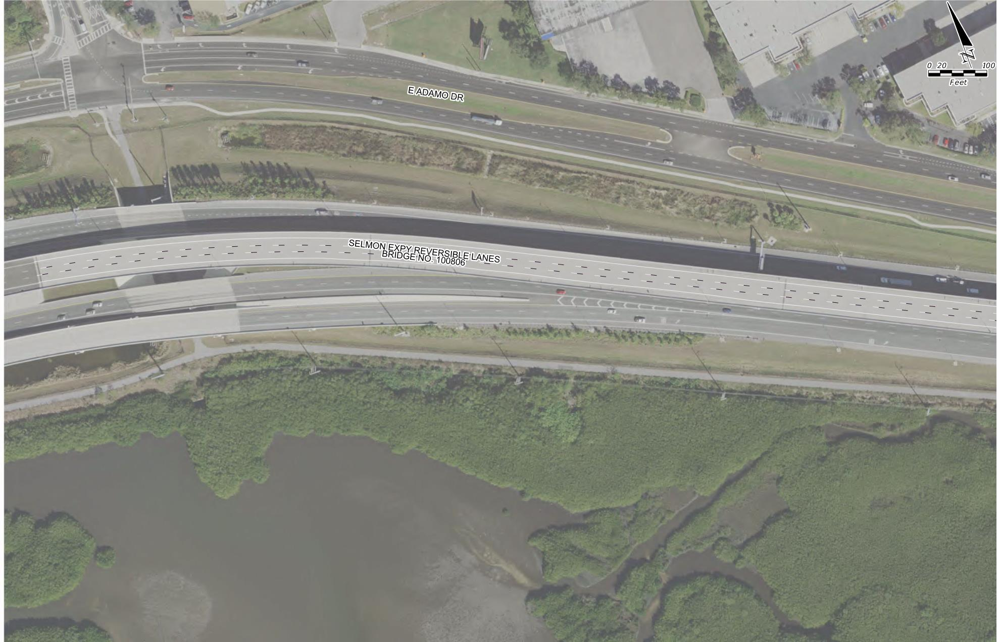 0 20 100
Feet
E ADAMO DR
SELMON EXPY REVERSIBLE LANES
BRIDGE NO. 100806